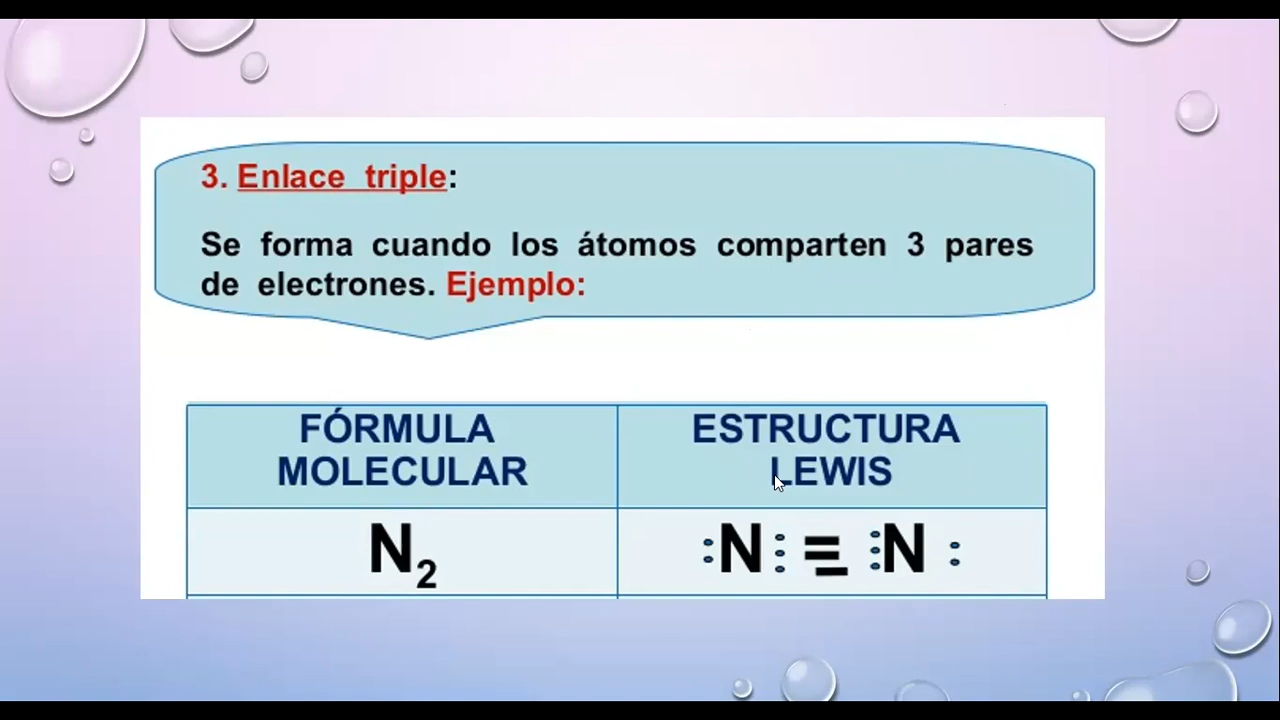 3. Enlace triple:
Se forma cuando los átomos comparten 3 pares
de electrones. Ejemplo:
FÓRMULA
MOLECULAR
ESTRUCTURA
LEWIS
N₂
:N⋮ ≡ ⋮N :